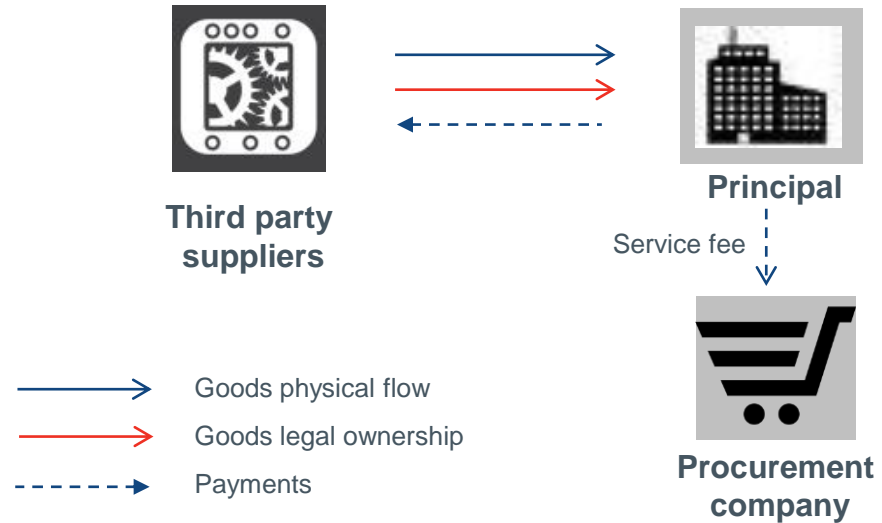 Third party
suppliers
Principal
Service fee
Procurement
company
Goods physical flow
Goods legal ownership
Payments